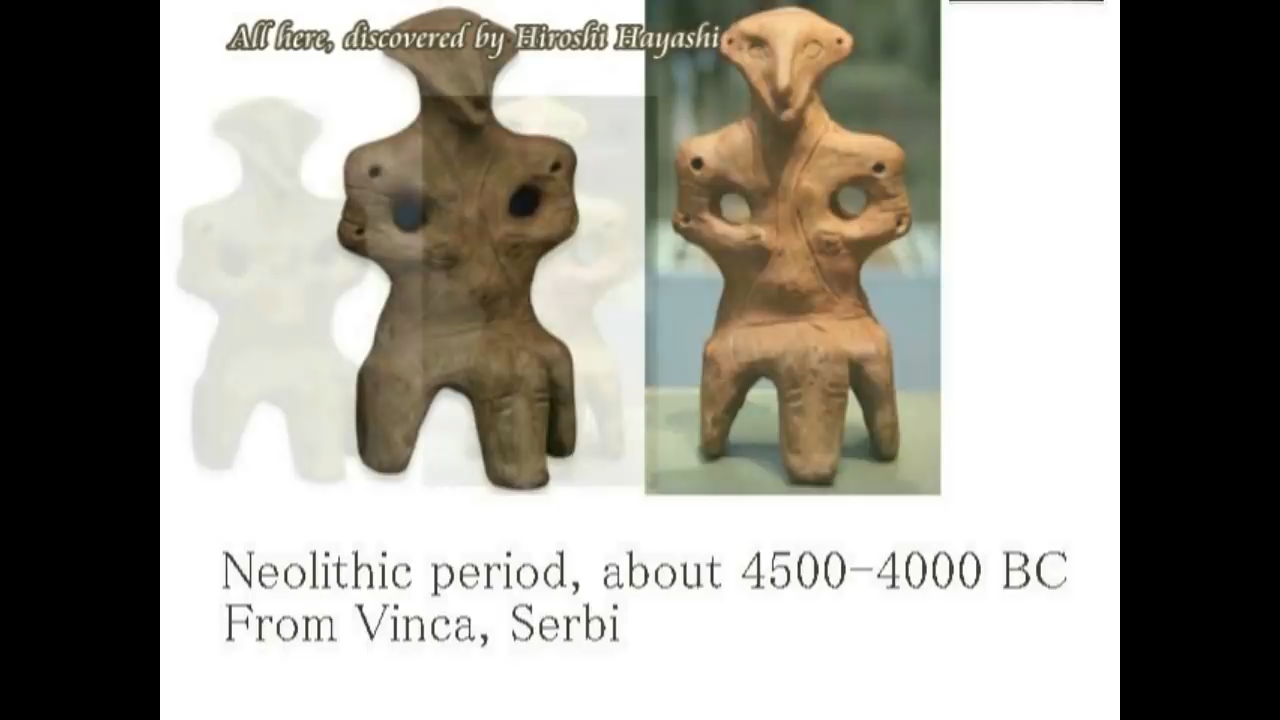 All here, discovered by Hiroshi Hayashi
Neolithic period, about 4500-4000 BC
From Vinca, Serbi